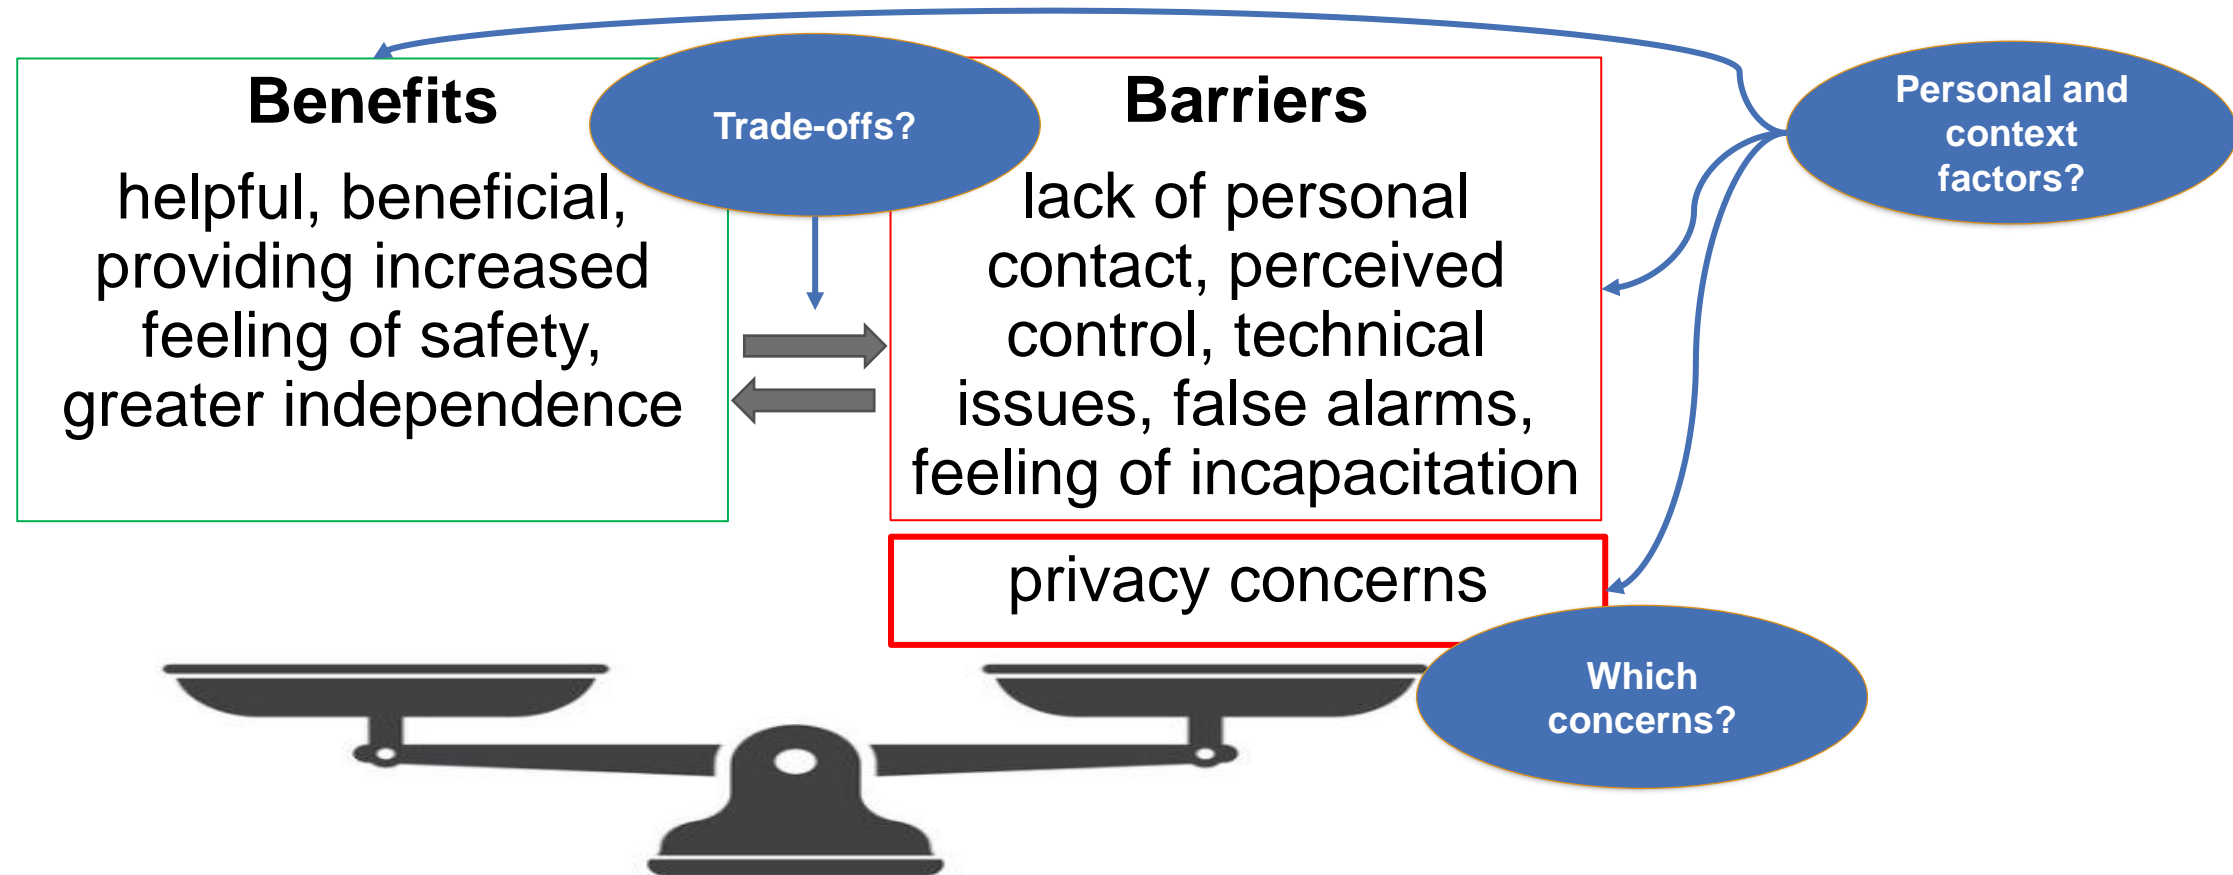 Benefits
helpful, beneficial,
providing increased
feeling of safety,
greater independence
Trade-offs?
Barriers
lack of personal
contact, perceived
control, technical
issues, false alarms,
feeling of incapacitation
privacy concerns
Which
concerns?
Personal and
context
factors?